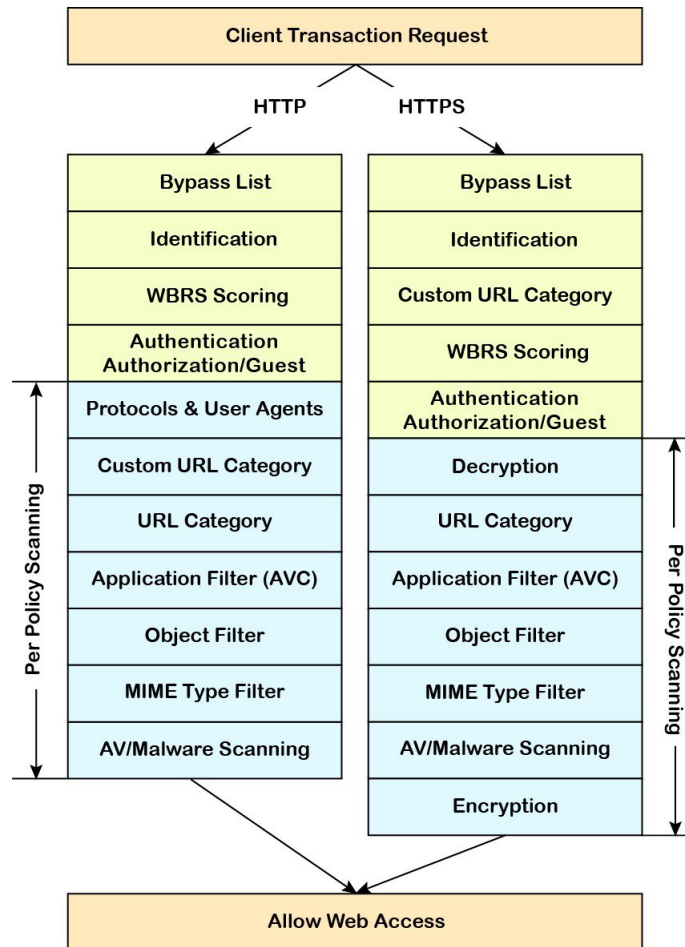 Client Transaction Request
HTTP
HTTPS
Bypass List
Identification
WBRS Scoring
Authentication
Authorization/Guest
Protocols & User Agents
Custom URL Category
URL Category
Application Filter (AVC)
Object Filter
MIME Type Filter
AV/Malware Scanning
Per Policy Scanning
Bypass List
Identification
Custom URL Category
WBRS Scoring
Authentication
Authorization/Guest
Decryption
URL Category
Application Filter (AVC)
Object Filter
MIME Type Filter
AV/Malware Scanning
Encryption
Per Policy Scanning
Allow Web Access